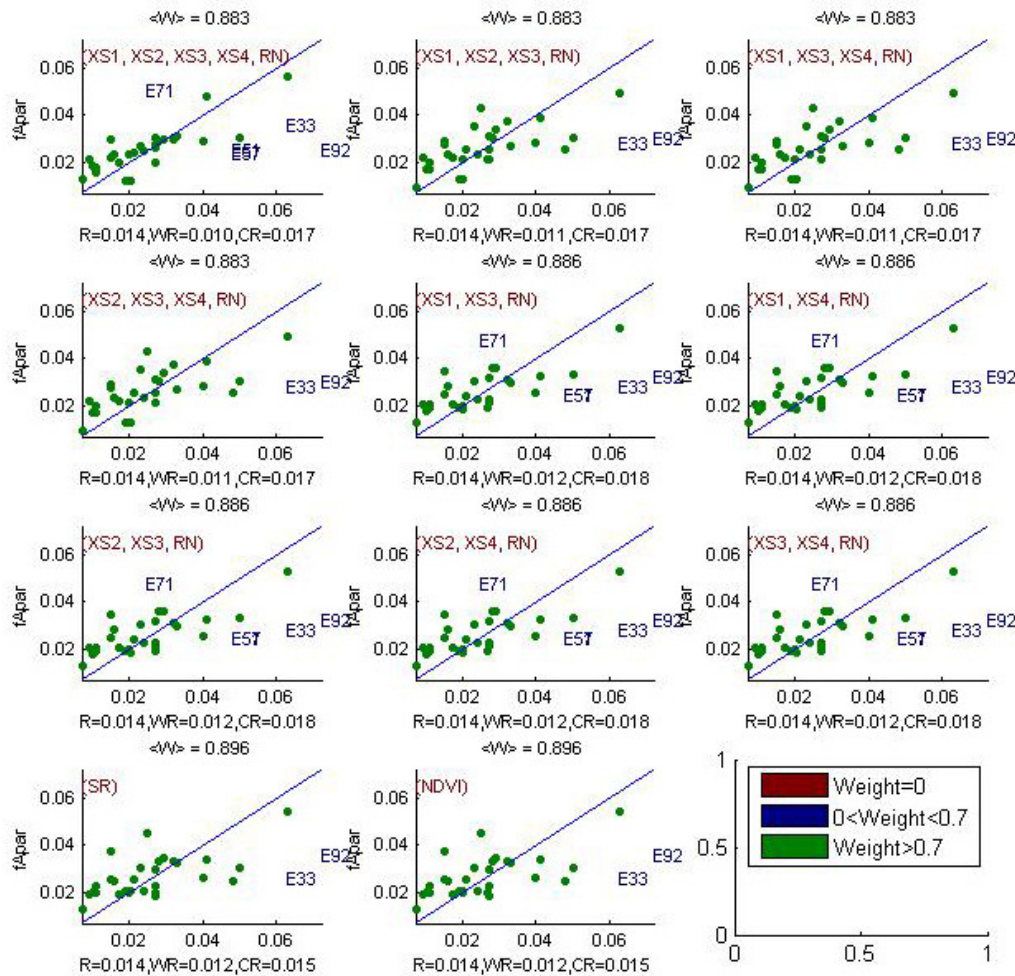 <W> = 0.883 <W> = 0.883 <W> = 0.883
(XS1, XS2, XS3, XS4, RN) (XS1, XS2, XS3, RN) (XS1, XS3, XS4, RN)
0.06 0.06 0.06
E71
fApar 0.04 fApar 0.04 fApar 0.04
E33 E92 E33 E92 E33 E92
0.02 0.02 0.02
0.02 0.04 0.06 0.02 0.04 0.06 0.02 0.04 0.06
R=0.014,WR=0.010,CR=0.017 R=0.014,WR=0.011,CR=0.017 R=0.014,WR=0.011,CR=0.017
<W> = 0.883 <W> = 0.886 <W> = 0.886
(XS2, XS3, XS4, RN) (XS1, XS3, RN) (XS1, XS4, RN)
0.06 0.06 0.06
E71 E71
fApar 0.04 fApar 0.04 fApar 0.04
E33 E92 E57 E33 E92 E57 E33 E92
0.02 0.02 0.02
0.02 0.04 0.06 0.02 0.04 0.06 0.02 0.04 0.06
R=0.014,WR=0.011,CR=0.017 R=0.014,WR=0.012,CR=0.018 R=0.014,WR=0.012,CR=0.018
<W> = 0.886 <W> = 0.886 <W> = 0.886
(XS2, XS3, RN) (XS2, XS4, RN) (XS3, XS4, RN)
0.06 0.06 0.06
E71 E71 E71
fApar 0.04 fApar 0.04 fApar 0.04
E57 E33 E92 E57 E33 E92 E57 E33 E92
0.02 0.02 0.02
0.02 0.04 0.06 0.02 0.04 0.06 0.02 0.04 0.06
R=0.014,WR=0.012,CR=0.018 R=0.014,WR=0.012,CR=0.018 R=0.014,WR=0.012,CR=0.018
<W> = 0.896 <W> = 0.896
(SR) (NDVI)
0.06 0.06
fApar 0.04 fApar 0.04
E33 E92 E33 E92
0.02 0.02
0.02 0.04 0.06 0.02 0.04 0.06
R=0.014,WR=0.012,CR=0.015 R=0.014,WR=0.012,CR=0.015
1
Weight=0
0<Weight<0.7
Weight>0.7
0.5
0
0 0.5 1